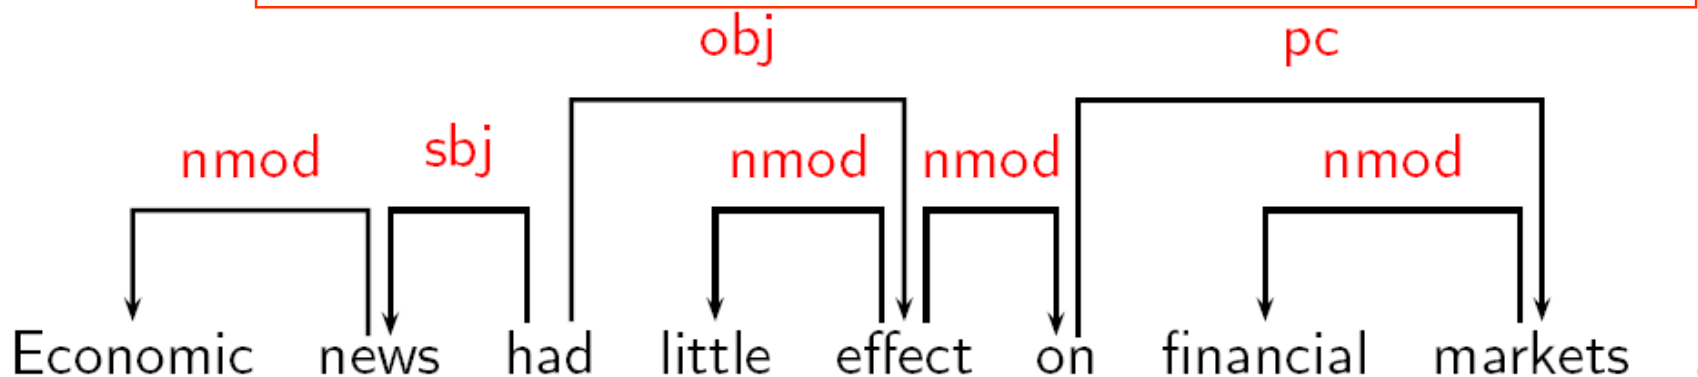 obj pc
nmod sbj nmod nmod nmod
Economic news had little effect on financial markets